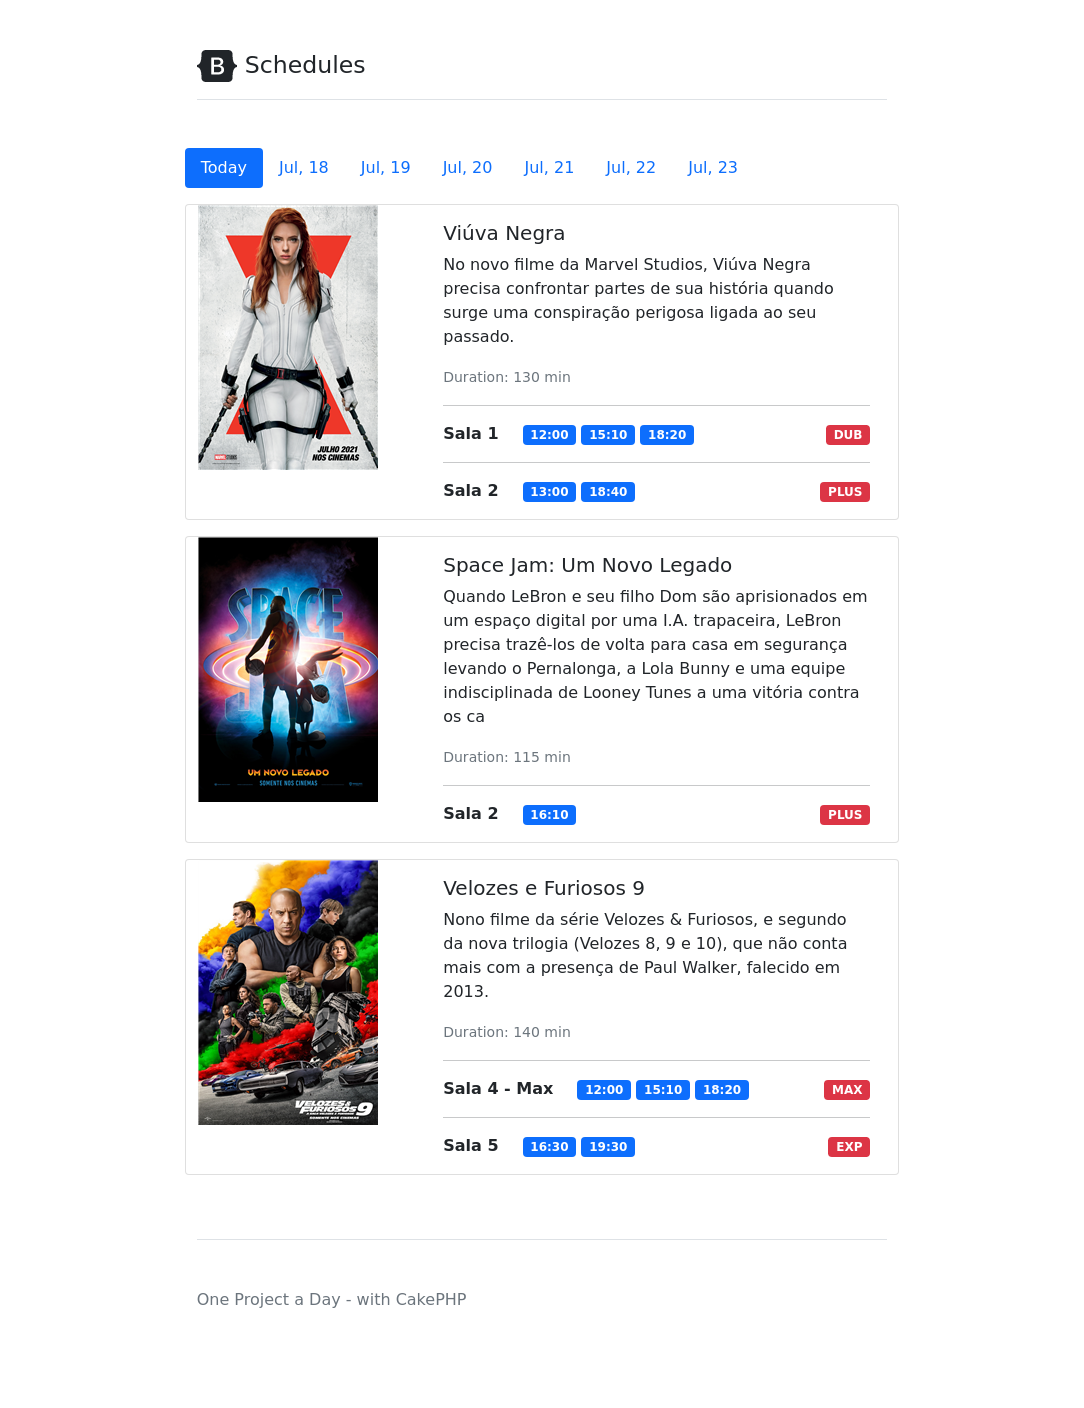 B Schedules
Today Jul, 18 Jul, 19 Jul, 20 Jul, 21 Jul, 22 Jul, 23
JULHO 2021
NOS CINEMAS
Viúva Negra
No novo filme da Marvel Studios, Viúva Negra
precisa confrontar partes de sua história quando
surge uma conspiração perigosa ligada ao seu
passado.
Duration: 130 min
Sala 1 12:00 15:10 18:20 DUB
Sala 2 13:00 18:40 PLUS
SPACE
UM NOVO LEGADO
SOMENTE NOS CINEMAS
Space Jam: Um Novo Legado
Quando LeBron e seu filho Dom são aprisionados em
um espaço digital por uma I.A. trapaceira, LeBron
precisa trazê-los de volta para casa em segurança
levando o Pernalonga, a Lola Bunny e uma equipe
indisciplinada de Looney Tunes a uma vitória contra
os ca
Duration: 115 min
Sala 2 16:10 PLUS
VELOZES &
FURIOSOS 9
SOMENTE NOS CINEMAS
Velozes e Furiosos 9
Nono filme da série Velozes & Furiosos, e segundo
da nova trilogia (Velozes 8, 9 e 10), que não conta
mais com a presença de Paul Walker, falecido em
2013.
Duration: 140 min
Sala 4 - Max 12:00 15:10 18:20 MAX
Sala 5 16:30 19:30 EXP
One Project a Day - with CakePHP